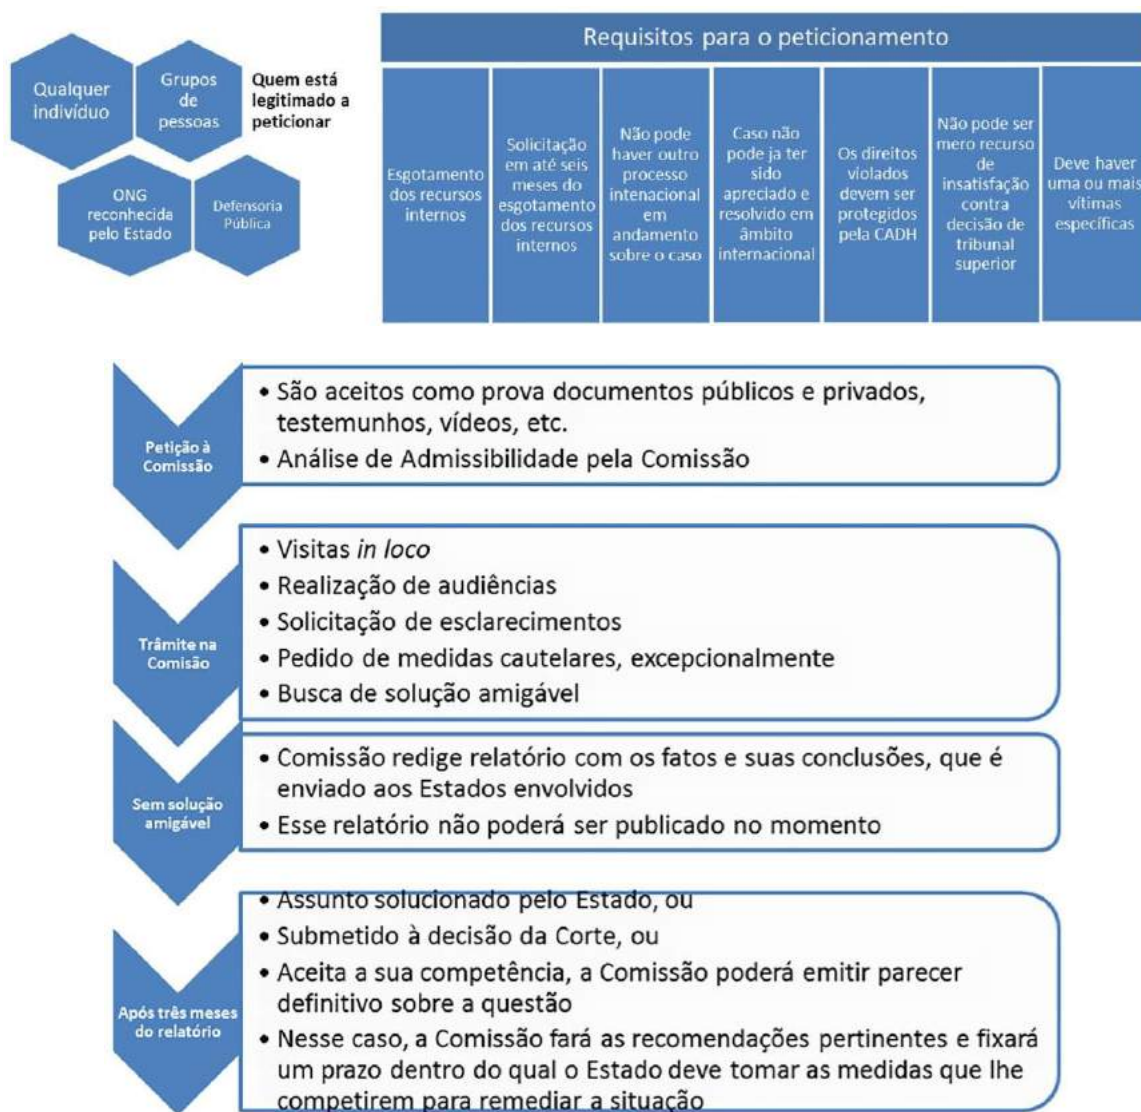 Qualquer
indivíduo
Grupos
de
pessoas
Quem está
legitimado a
peticionar
ONG
reconhecida
pelo Estado
Defensoria
Pública
Requisitos para o peticionamento
Esgotamento
dos recursos
internos
Solicitação
em até seis
meses do
esgotamento
dos recursos
internos
Não pode
haver outro
processo
intenacional
em
andamento
sobre o caso
Caso não
pode ja ter
sido
apreciado e
resolvido em
âmbito
internacional
Os direitos
violados
devem ser
protegidos
pela CADH
Não pode ser
mero recurso
de
insatisfação
contra
decisão de
tribunal
superior
Deve haver
uma ou mais
vítimas
específicas
Petição à
Comissão
• São aceitos como prova documentos públicos e privados,
testemunhos, vídeos, etc.
• Análise de Admissibilidade pela Comissão
Trâmite na
Comisão
• Visitas in loco
• Realização de audiências
• Solicitação de esclarecimentos
• Pedido de medidas cautelares, excepcionalmente
• Busca de solução amigável
Sem solução
amigável
• Comissão redige relatório com os fatos e suas conclusões, que é
enviado aos Estados envolvidos
• Esse relatório não poderá ser publicado no momento
Após três meses
do relatório
• Assunto solucionado pelo Estado, ou
• Submetido à decisão da Corte, ou
• Aceita a sua competência, a Comissão poderá emitir parecer
definitivo sobre a questão
• Nesse caso, a Comissão fará as recomendações pertinentes e fixará
um prazo dentro do qual o Estado deve tomar as medidas que lhe
competirem para remediar a situação